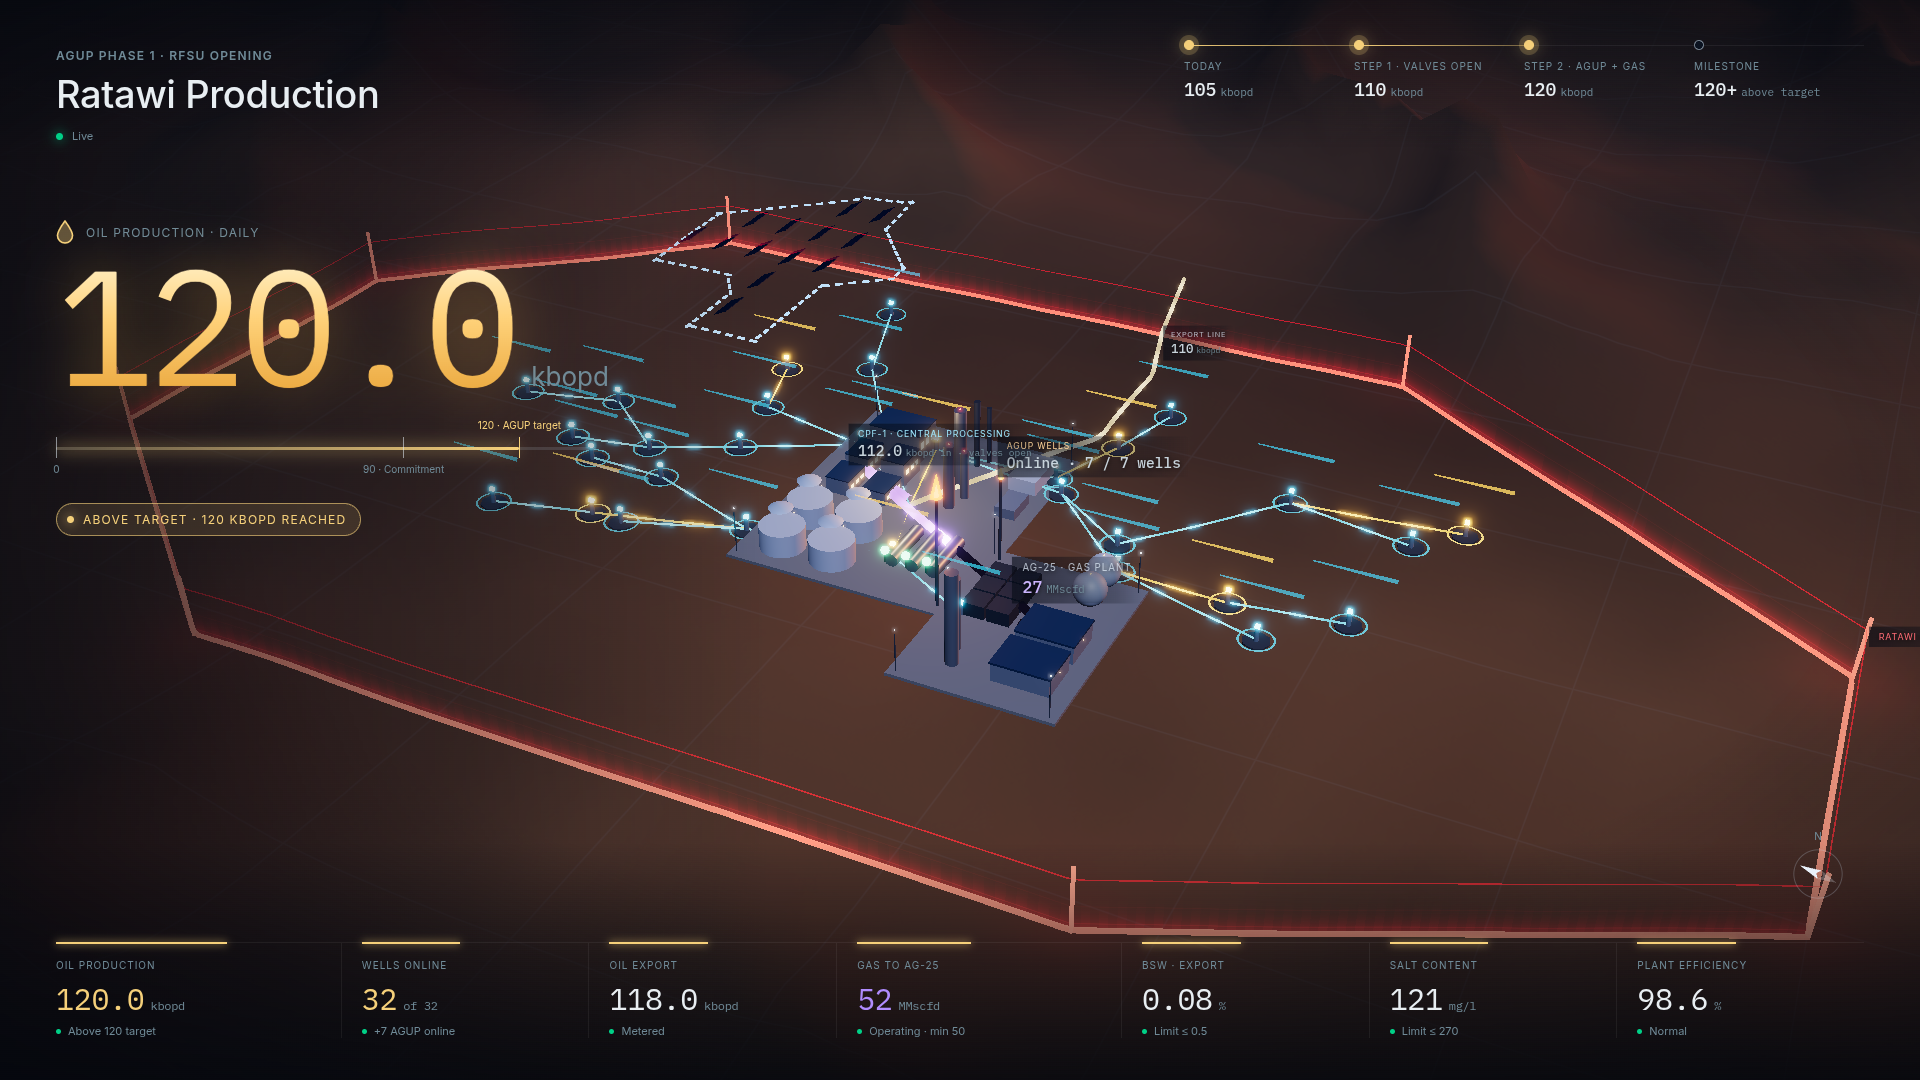 AGUP PHASE 1 · RFSU OPENING
Ratawi Production
Live
TODAY
105 kbopd
STEP 1 · VALVES OPEN
110 kbopd
STEP 2 · AGUP + GAS
120 kbopd
MILESTONE
120+ above target
OIL PRODUCTION · DAILY
120.0 kbopd
120 · AGUP target
0
90 · Commitment
ABOVE TARGET · 120 KBOPD REACHED
EXPORT LINE
110 kbopd
CPF-1 · CENTRAL PROCESSING
112.0 kbopd in · valves open
AGUP WELLS
Online · 7 / 7 wells
AG-25 · GAS PLANT
27 MMscfd
RATAWI
N
OIL PRODUCTION
120.0 kbopd
Above 120 target
WELLS ONLINE
32 of 32
+7 AGUP online
OIL EXPORT
118.0 kbopd
Metered
GAS TO AG-25
52 MMscfd
Operating · min 50
BSW · EXPORT
0.08 %
Limit ≤ 0.5
SALT CONTENT
121 mg/l
Limit ≤ 270
PLANT EFFICIENCY
98.6 %
Normal